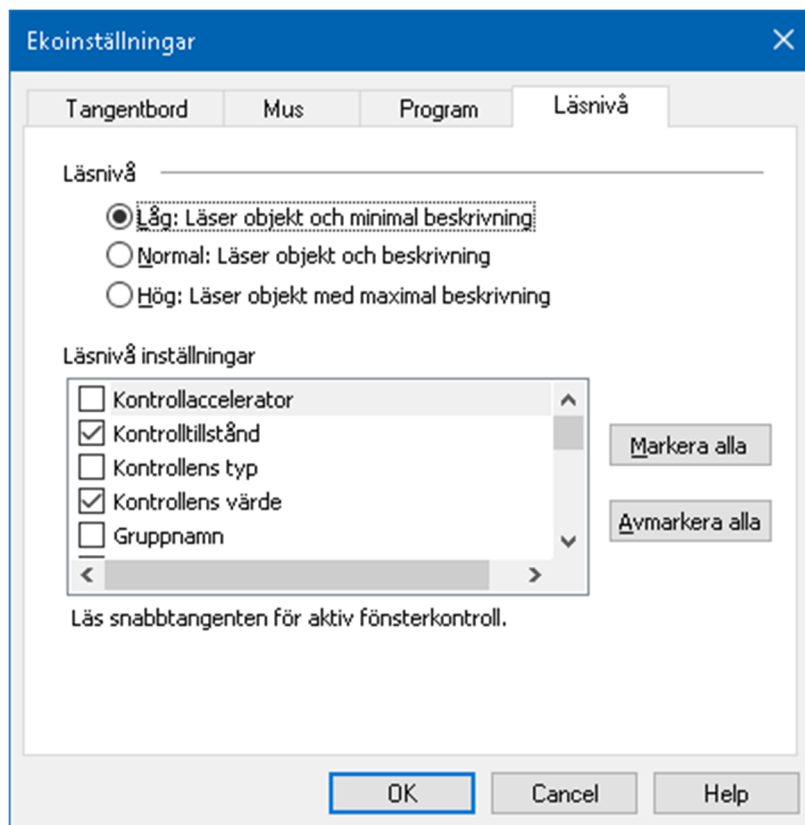 Ekoinställningar
Tangentbord Mus Program Läsnivå
Läsnivå
Låg: Läser objekt och minimal beskrivning
Normal: Läser objekt och beskrivning
Hög: Läser objekt med maximal beskrivning
Läsnivå inställningar
Kontrollaccelerator
Kontrolltillstånd
Kontrollens typ
Kontrollens värde
Gruppnamn
Markera alla
Avmarkera alla
Läs snabbtangenten för aktiv fönsterkontroll.
OK Cancel Help